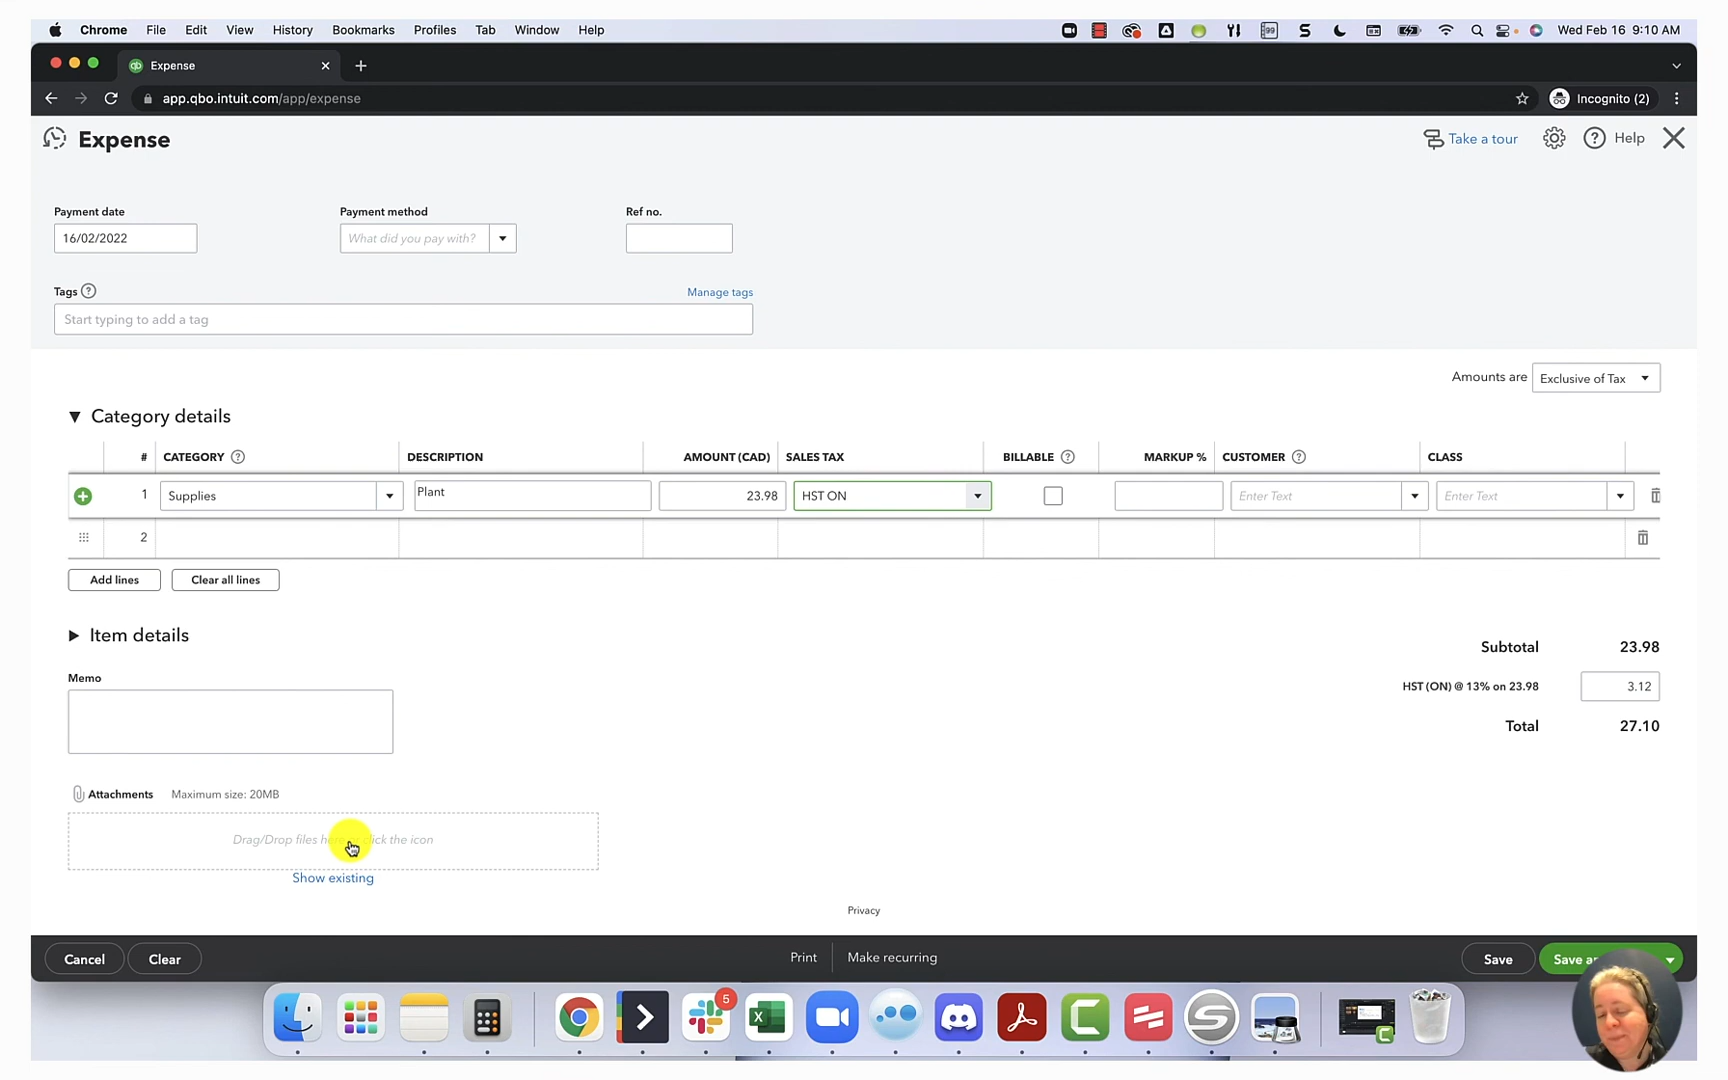 Chrome File Edit View History Bookmarks Profiles Tab Window Help Wed Feb 16 9:10 AM
Expense
app.qbo.intuit.com/app/expense Incognito (2)
Expense Take a tour Help
Payment date Payment method Ref no.
16/02/2022 What did you pay with?
Tags Manage tags
Start typing to add a tag
Amounts are Exclusive of Tax
Category details
# CATEGORY DESCRIPTION AMOUNT (CAD) SALES TAX BILLABLE MARKUP % CUSTOMER CLASS
1 Supplies Plant 23.98 HST ON Enter Text Enter Text
2
Add lines Clear all lines
Item details
Subtotal 23.98
Memo
HST (ON) @ 13% on 23.98 3.12
Total 27.10
Attachments Maximum size: 20MB
Drag/Drop files here click the icon
Show existing
Privacy
Cancel Clear Print Make recurring Save Save
5